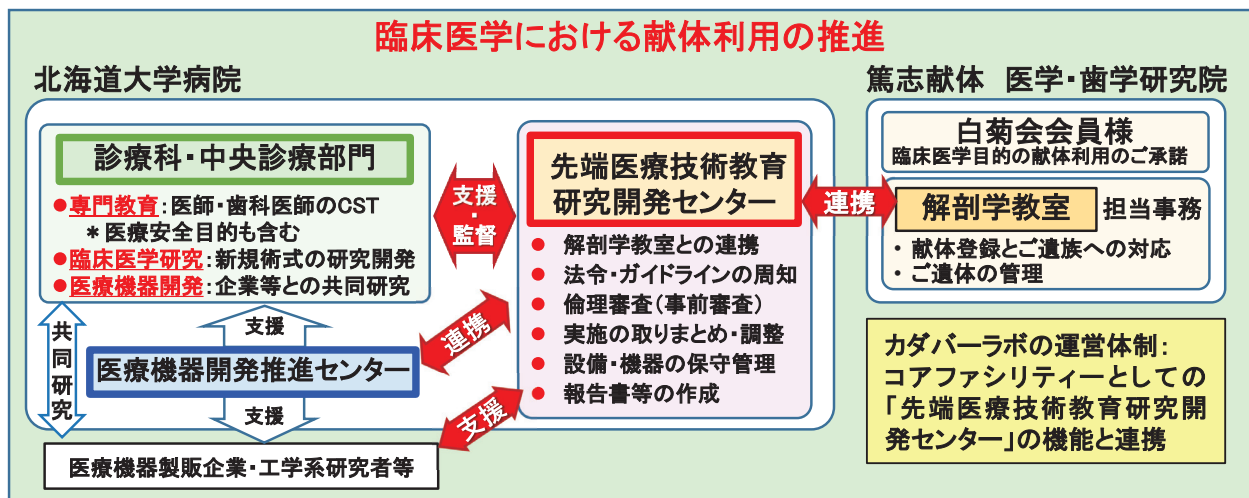 臨床医学における献体利用の推進
北海道大学病院
診療科・中央診療部門
●専門教育：医師・歯科医師のCST
＊医療安全目的も含む
●臨床医学研究：新規術式の研究開発
●医療機器開発：企業等との共同研究
共同研究
支援
医療機器開発推進センター
支援
医療機器製販企業・工学系研究者等
支援・監督
連携
支援
先端医療技術教育
研究開発センター
● 解剖学教室との連携
● 法令・ガイドラインの周知
● 倫理審査（事前審査）
● 実施の取りまとめ・調整
● 設備・機器の保守管理
● 報告書等の作成
連携
篤志献体　医学・歯学研究院
白菊会会員様
臨床医学目的の献体利用のご承諾
解剖学教室 担当事務
・ 献体登録とご遺族への対応
・ ご遺体の管理
カダバーラボの運営体制：
コアファシリティーとしての
「先端医療技術教育研究開
発センター」の機能と連携